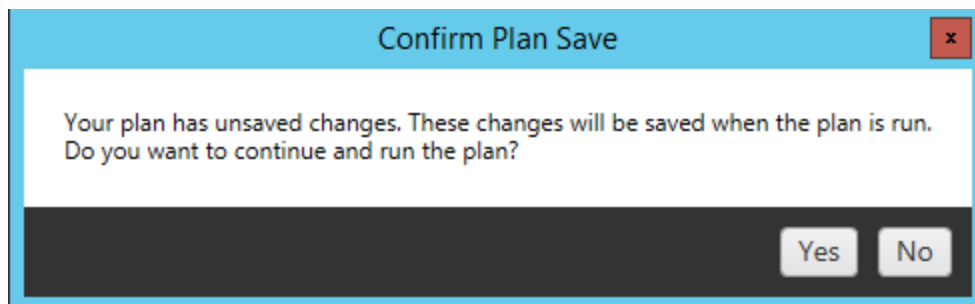 Confirm Plan Save
x
Your plan has unsaved changes. These changes will be saved when the plan is run.
Do you want to continue and run the plan?
Yes No